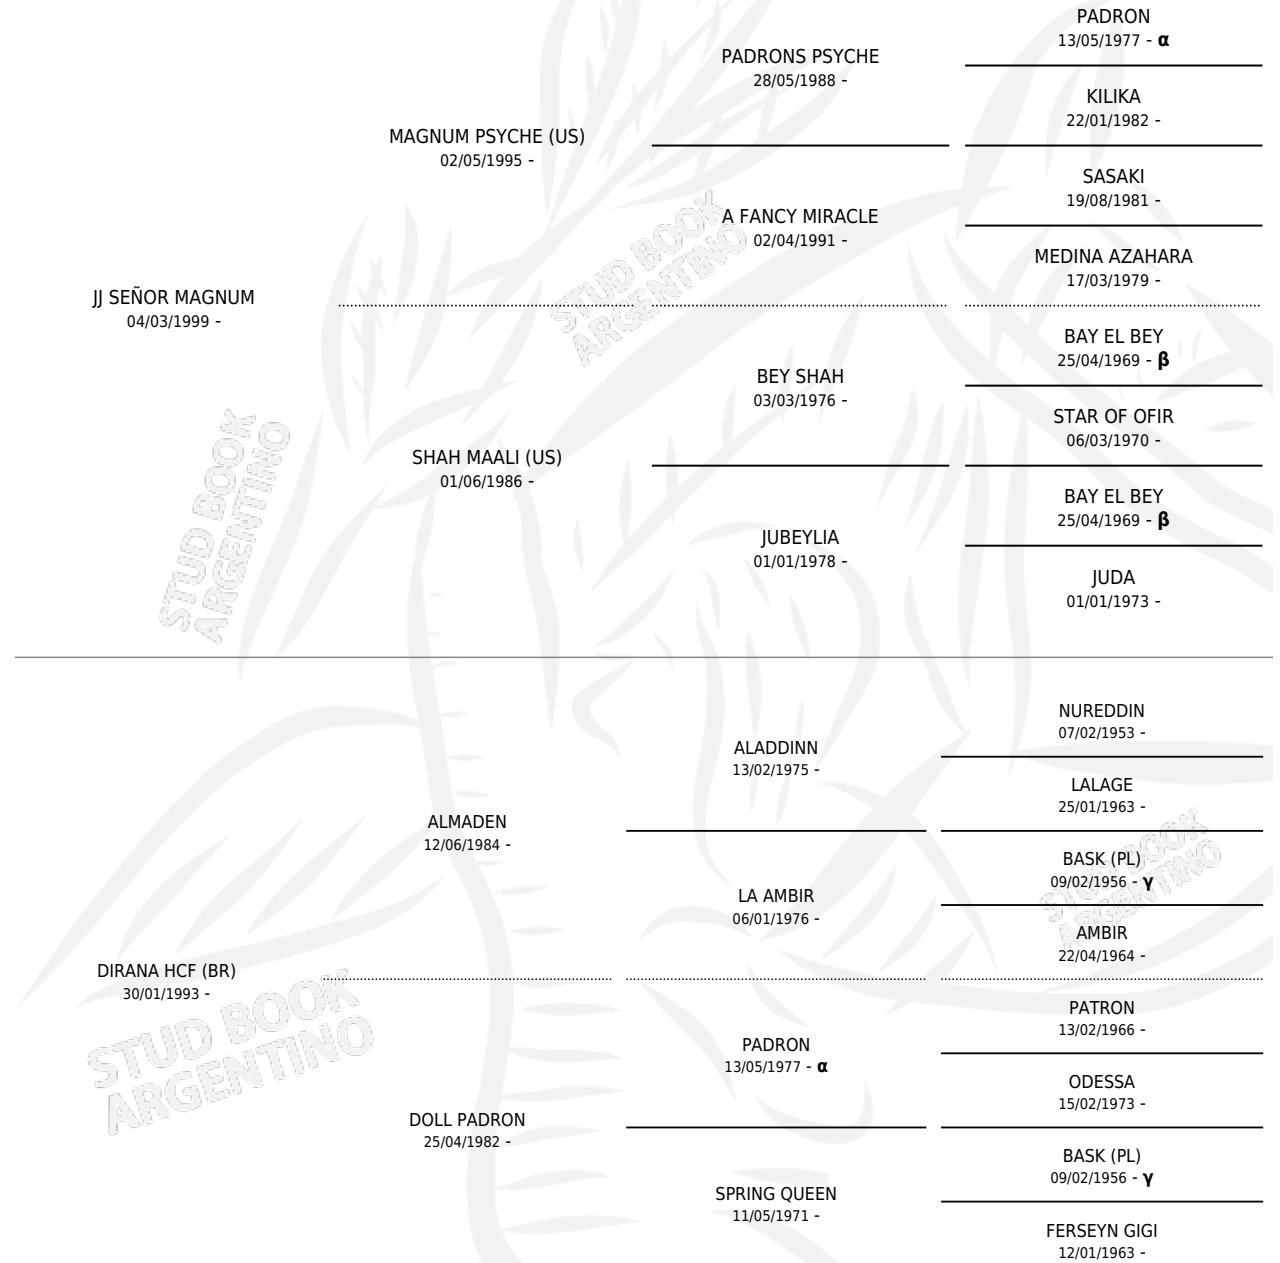 PADRON
13/05/1977 - α
PADRONS PSYCHE
28/05/1988 -
KILIKA
22/01/1982 -
MAGNUM PSYCHE (US)
02/05/1995 -
SASAKI
19/08/1981 -
A FANCY MIRACLE
02/04/1991 -
MEDINA AZAHARA
17/03/1979 -
JJ SEÑOR MAGNUM
04/03/1999 -
BAY EL BEY
25/04/1969 - β
BEY SHAH
03/03/1976 -
STAR OF OFIR
06/03/1970 -
SHAH MAALI (US)
01/06/1986 -
BAY EL BEY
25/04/1969 - β
JUBEYLIA
01/01/1978 -
JUDA
01/01/1973 -
NUREDDIN
07/02/1953 -
ALADDINN
13/02/1975 -
LALAGE
25/01/1963 -
ALMADEN
12/06/1984 -
BASK (PL)
09/02/1956 - γ
LA AMBIR
06/01/1976 -
AMBIR
22/04/1964 -
DIRANA HCF (BR)
30/01/1993 -
PATRON
13/02/1966 -
PADRON
13/05/1977 - α
ODESSA
15/02/1973 -
DOLL PADRON
25/04/1982 -
BASK (PL)
09/02/1956 - γ
SPRING QUEEN
11/05/1971 -
FERSEYN GIGI
12/01/1963 -
STUD BOOK
ARGENTINO
STUD BOOK
ARGENTINO
STUD BOOK
ARGENTINO
STUD BOOK
ARGENTINO